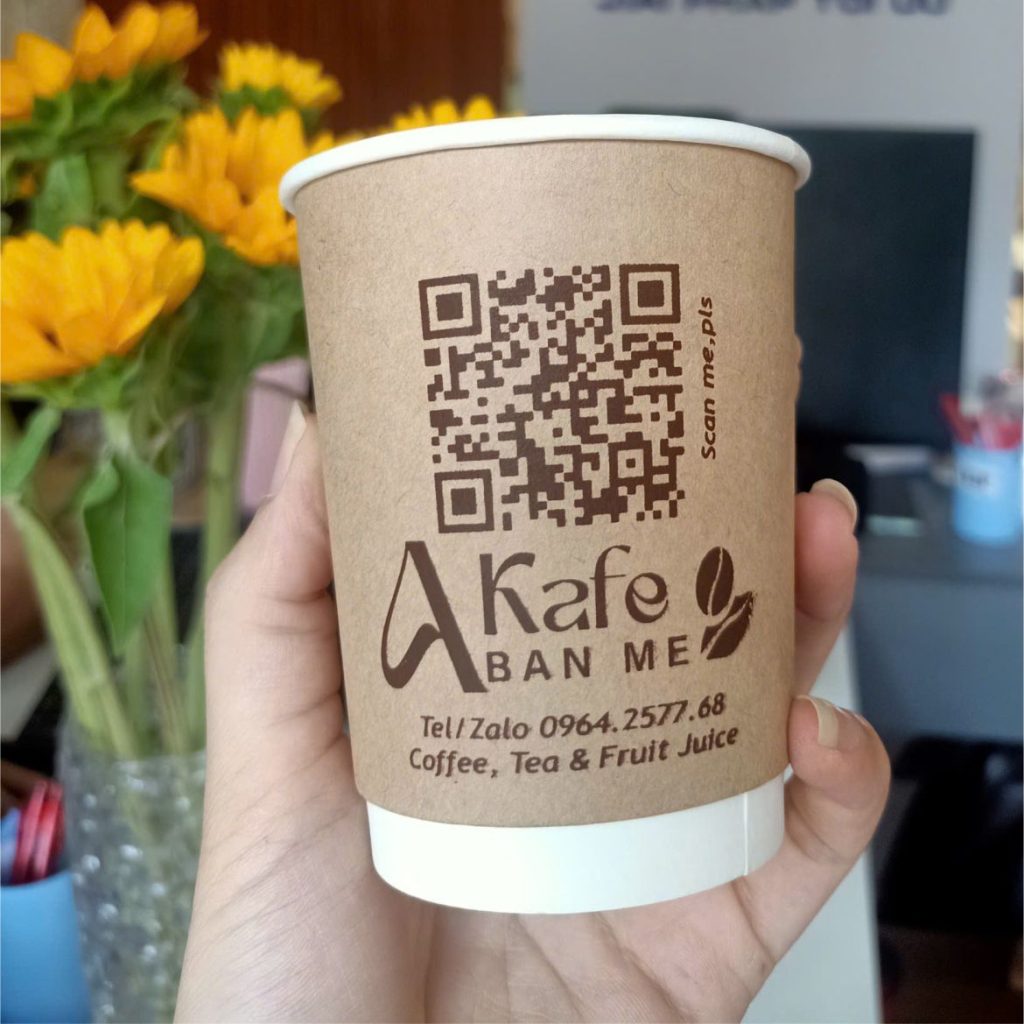 Scan me.pls
A Kafe
BAN ME
Tel/Zalo 0964.2577.68
Coffee, Tea & Fruit Juice